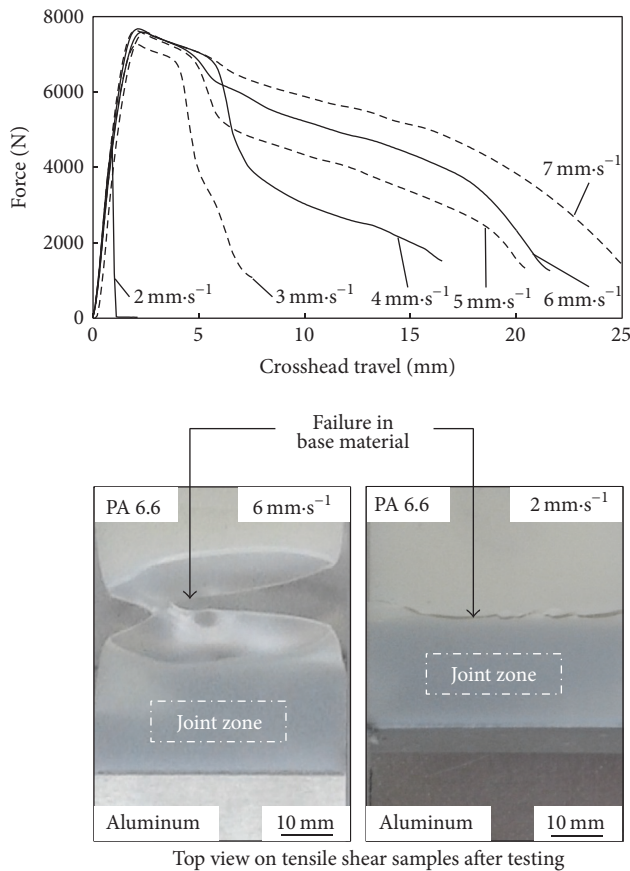 8000
6000
4000
2000
0
Force (N)
0
5
10
15
20
25
Crosshead travel (mm)
2 mm·s⁻¹
3 mm·s⁻¹
4 mm·s⁻¹
5 mm·s⁻¹
6 mm·s⁻¹
7 mm·s⁻¹
Failure in
base material
PA 6.6
6 mm·s⁻¹
Joint zone
Aluminum
10 mm
PA 6.6
2 mm·s⁻¹
Joint zone
Aluminum
10 mm
Top view on tensile shear samples after testing